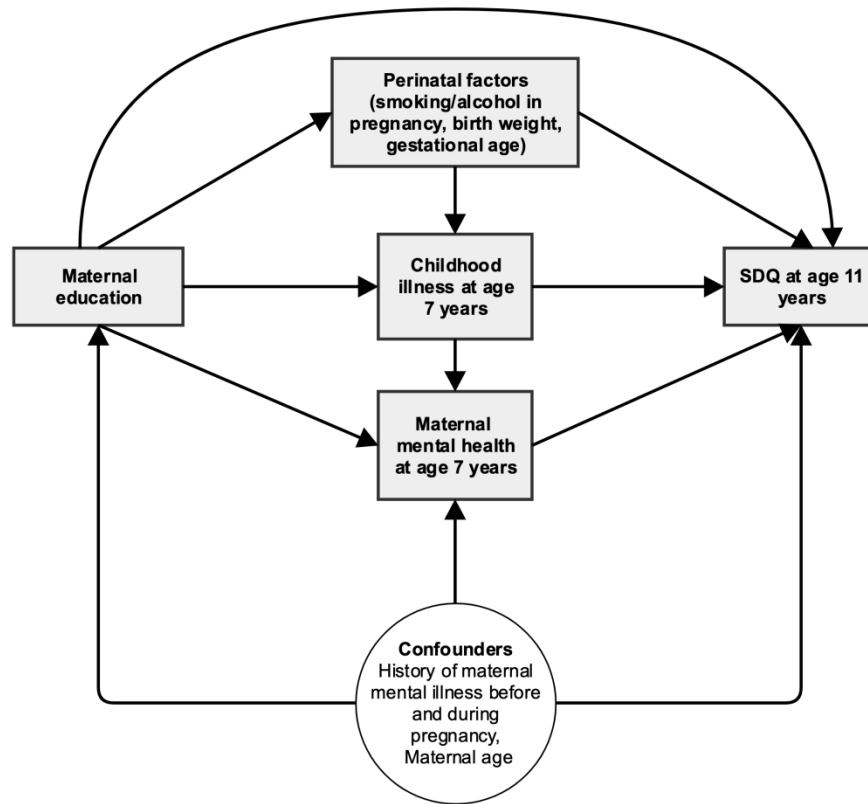 Perinatal factors
(smoking/alcohol in
pregnancy, birth weight,
gestational age)
Maternal
education
Childhood
illness at age
7 years
SDQ at age 11
years
Maternal
mental health
at age 7 years
Confounders
History of maternal
mental illness before
and during
pregnancy,
Maternal age